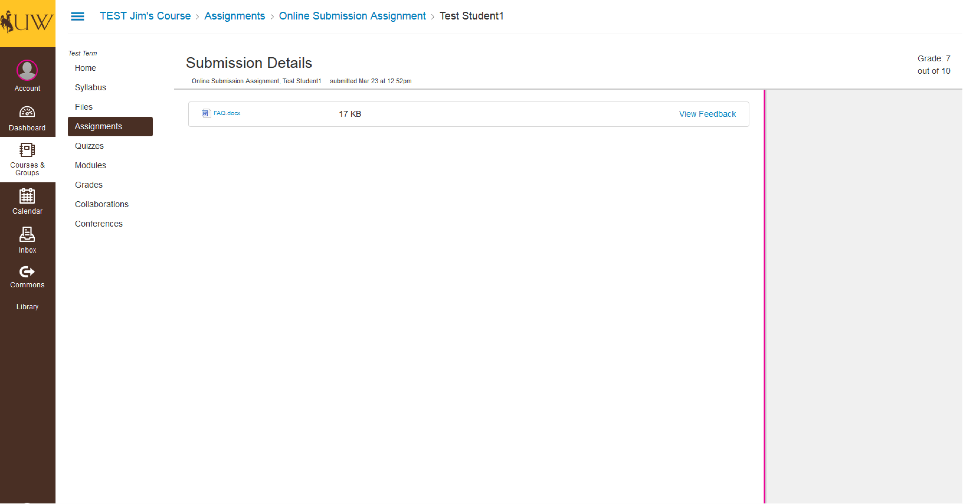 UW
TEST Jim's Course › Assignments › Online Submission Assignment › Test Student1
Account
Dashboard
Courses & Groups
Calendar
Inbox
Commons
Library
Test Term
Home
Syllabus
Files
Assignments
Quizzes
Modules
Grades
Collaborations
Conferences
Submission Details
Online Submission Assignment Test Student1 submitted Mar 23 at 12:52pm
Grade 7
out of 10
FAQ.docx 17 KB View Feedback